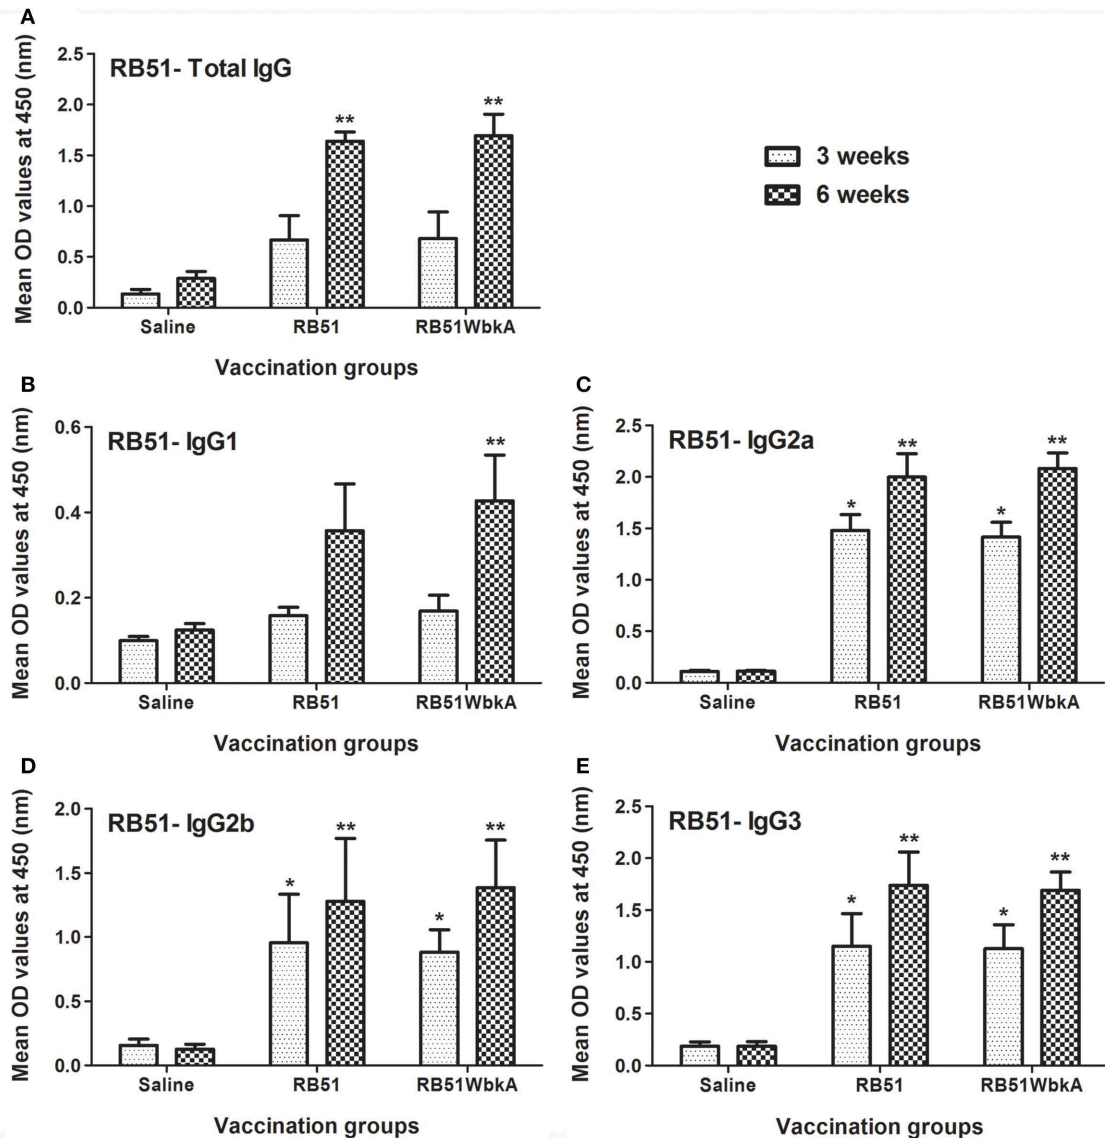 A
RB51- Total IgG
Mean OD values at 450 (nm)
2.5
2.0
1.5
1.0
0.5
0.0
**
**
Saline RB51 RB51WbkA
Vaccination groups
3 weeks
6 weeks
B
RB51- IgG1
Mean OD values at 450 (nm)
0.6
0.4
0.2
0.0
**
Saline RB51 RB51WbkA
Vaccination groups
C
RB51- IgG2a
Mean OD values at 450 (nm)
2.5
2.0
1.5
1.0
0.5
0.0
* ** * **
Saline RB51 RB51WbkA
Vaccination groups
D
RB51- IgG2b
Mean OD values at 450 (nm)
2.0
1.5
1.0
0.5
0.0
* ** * **
Saline RB51 RB51WbkA
Vaccination groups
E
RB51- IgG3
Mean OD values at 450 (nm)
2.5
2.0
1.5
1.0
0.5
0.0
* ** * **
Saline RB51 RB51WbkA
Vaccination groups